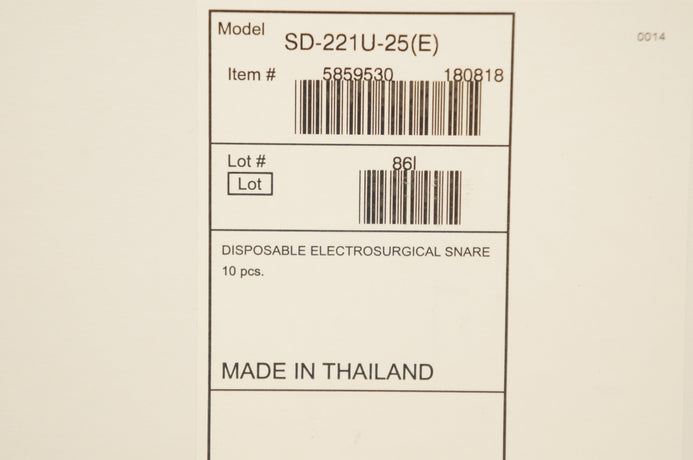 Model
SD-221U-25(E)
0014
Item # 5859530 180818
Lot # 86I
Lot
DISPOSABLE ELECTROSURGICAL SNARE
10 pcs.
MADE IN THAILAND